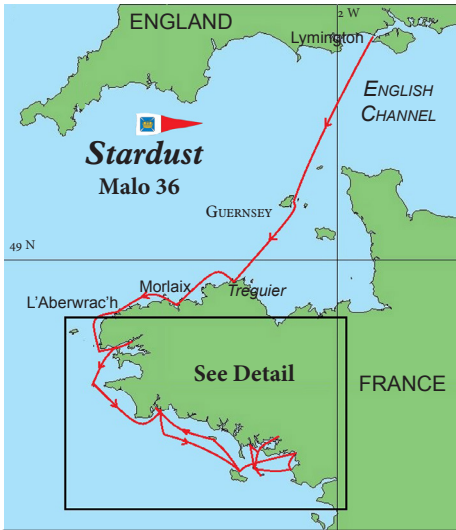 ENGLAND
2 W
Lymington
ENGLISH
CHANNEL
Stardust
Malo 36
GUERNSEY
49 N
Morlaix
Treguier
L'Aberwrac'h
See Detail
FRANCE